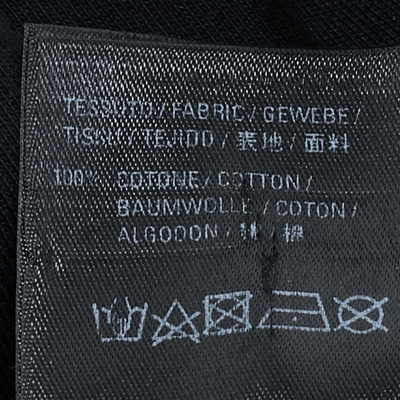 TESSUTO / FABRIC / GEWEBE /
TISSU / TEJIDO / 表地 / 面料
100% COTONE / COTTON /
BAUMWOLLE / COTON /
ALGODON / 綿 / 棉